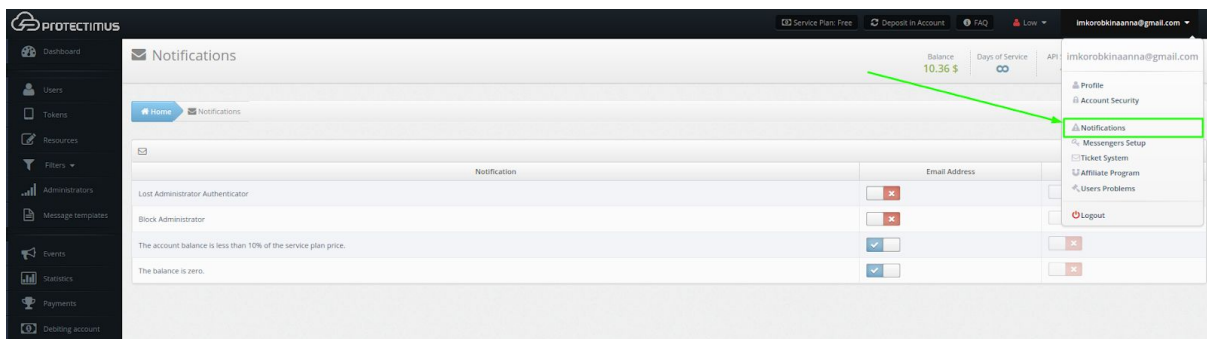 PROTECTIMUS
Service Plan: Free
Deposit in Account
FAQ
Low
imkorobkinaanna@gmail.com
Dashboard
Users
Tokens
Resources
Filters
Administrators
Message templates
Events
Statistics
Payments
Debiting account
Notifications
Balance
10.36 $
Days of Service
API
Home
Notifications
Notification
Email Address
Lost Administrator Authenticator
Block Administrator
The account balance is less than 10% of the service plan price.
The balance is zero.
imkorobkinaanna@gmail.com
Profile
Account Security
Notifications
Messengers Setup
Ticket System
Affiliate Program
Users Problems
Logout